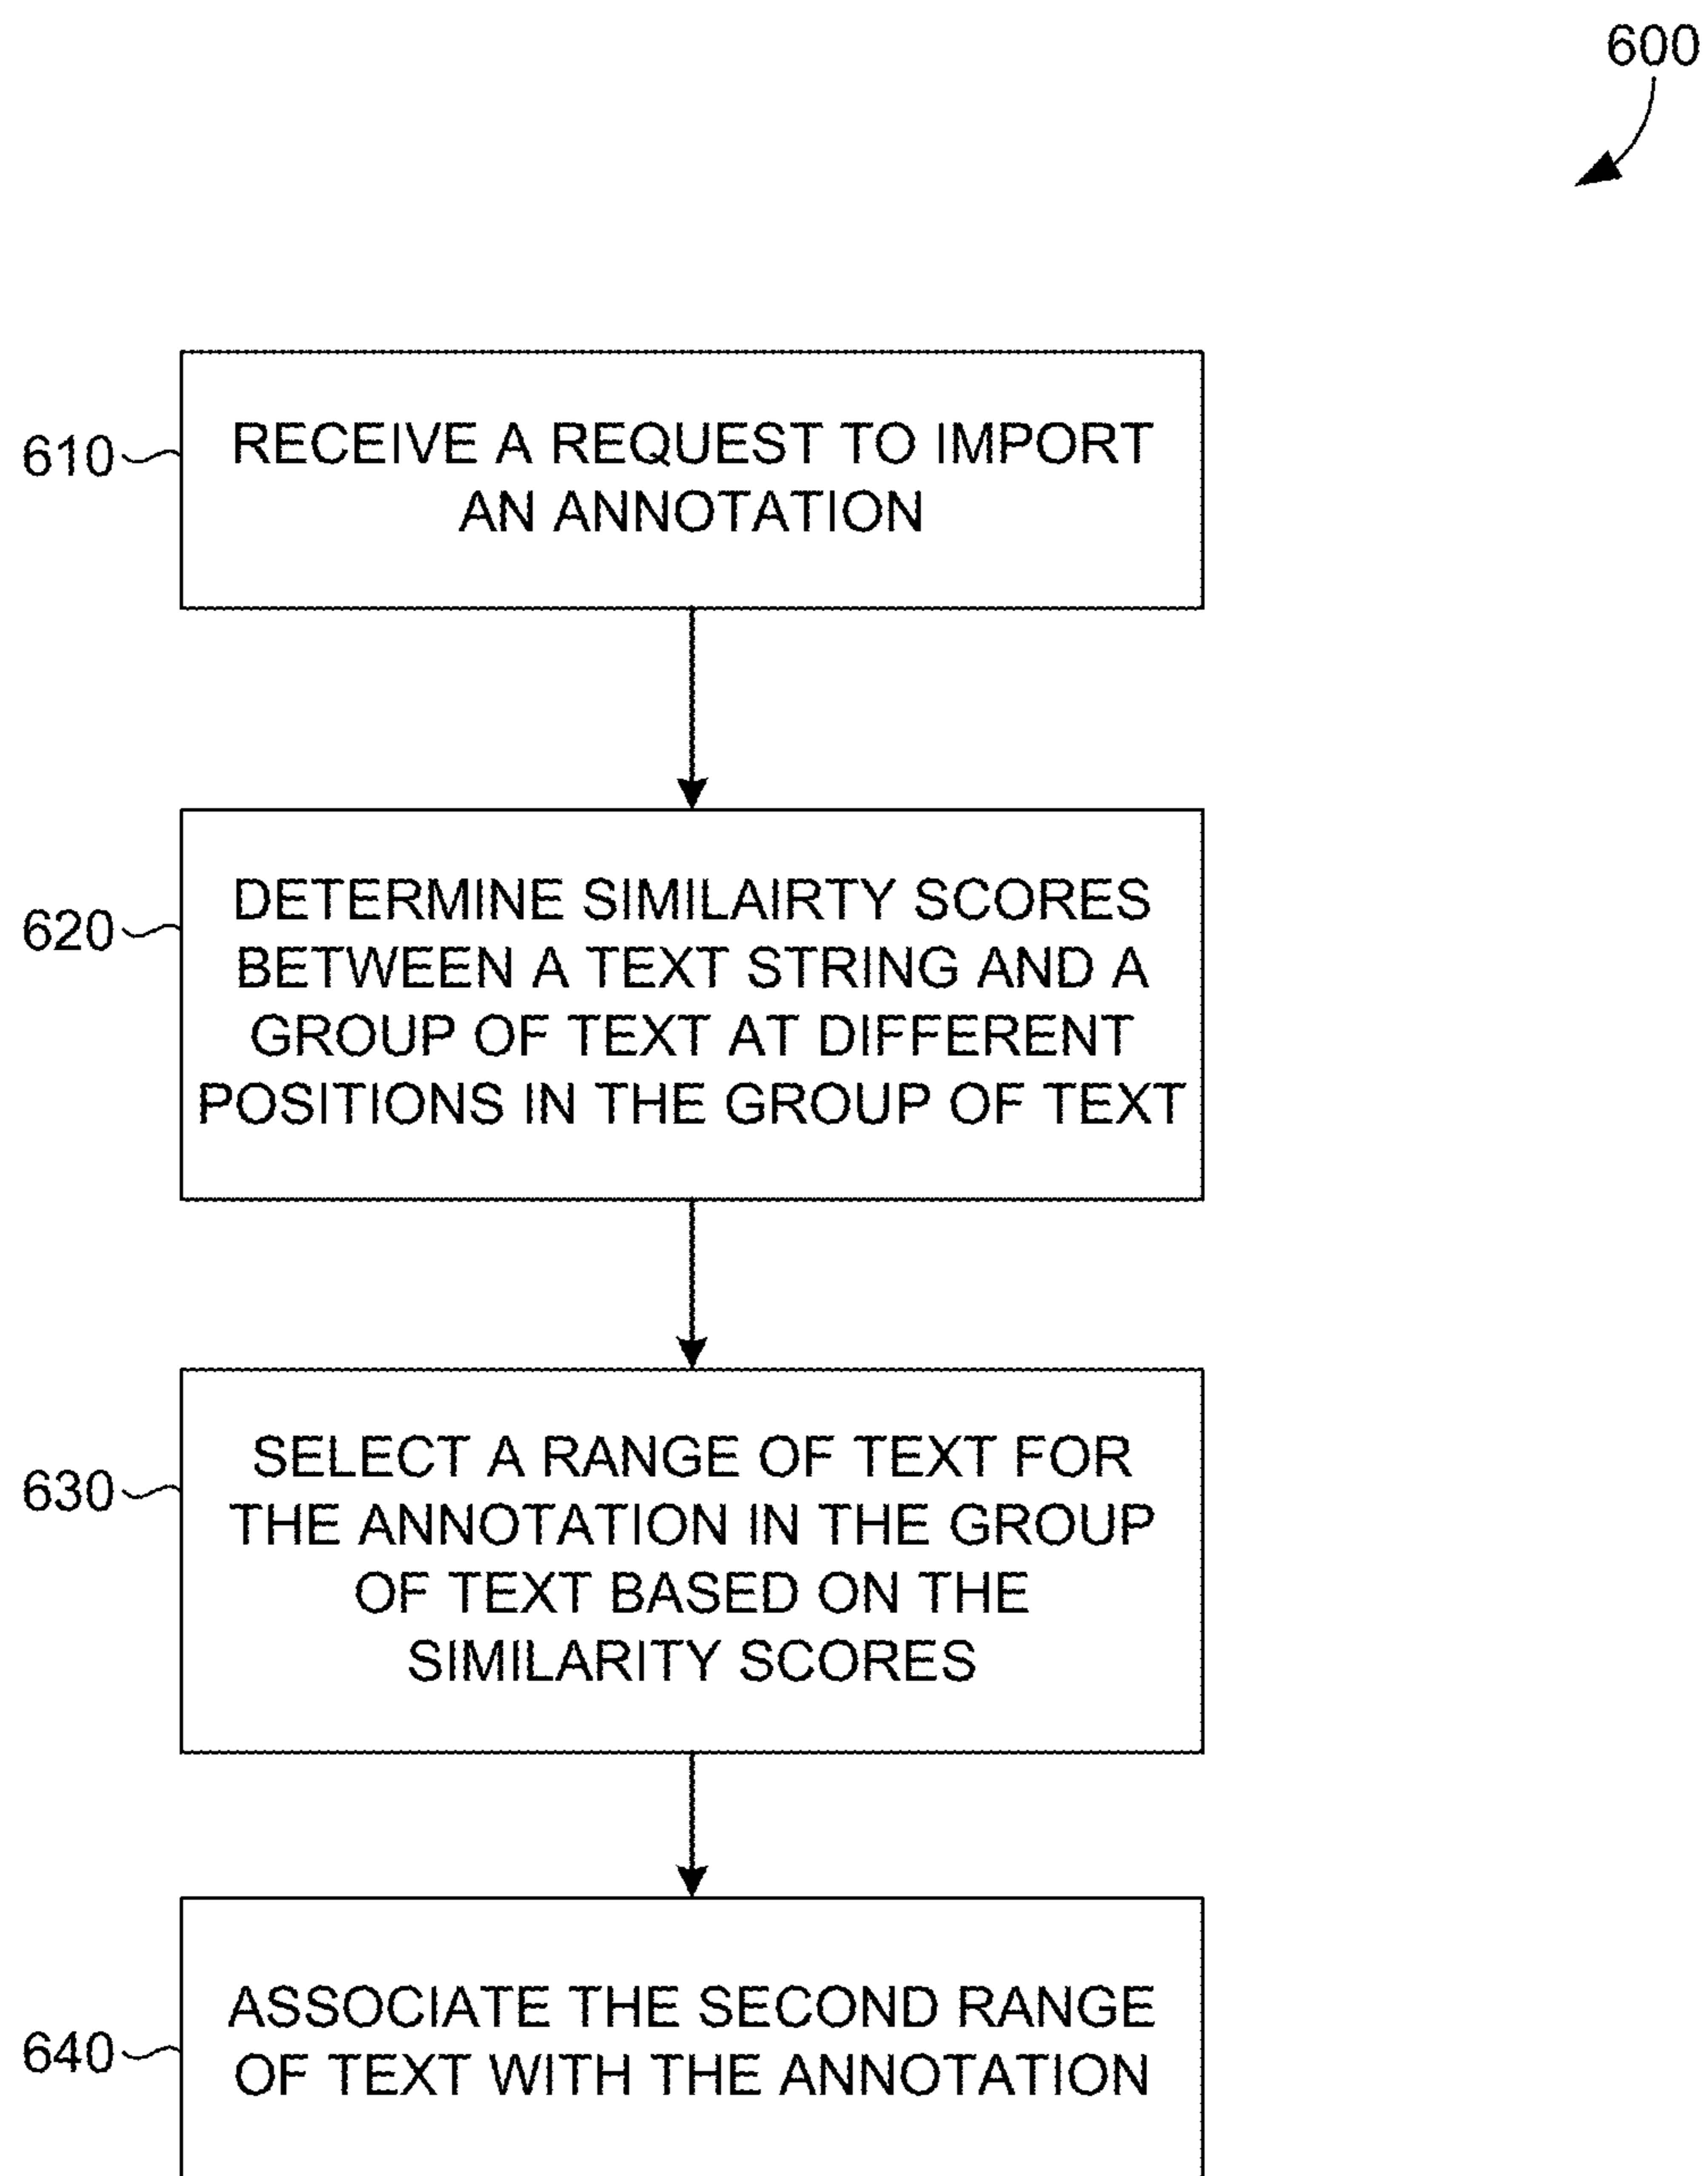 600
610
RECEIVE A REQUEST TO IMPORT
AN ANNOTATION
620
DETERMINE SIMILAIRTY SCORES
BETWEEN A TEXT STRING AND A
GROUP OF TEXT AT DIFFERENT
POSITIONS IN THE GROUP OF TEXT
630
SELECT A RANGE OF TEXT FOR
THE ANNOTATION IN THE GROUP
OF TEXT BASED ON THE
SIMILARITY SCORES
640
ASSOCIATE THE SECOND RANGE
OF TEXT WITH THE ANNOTATION